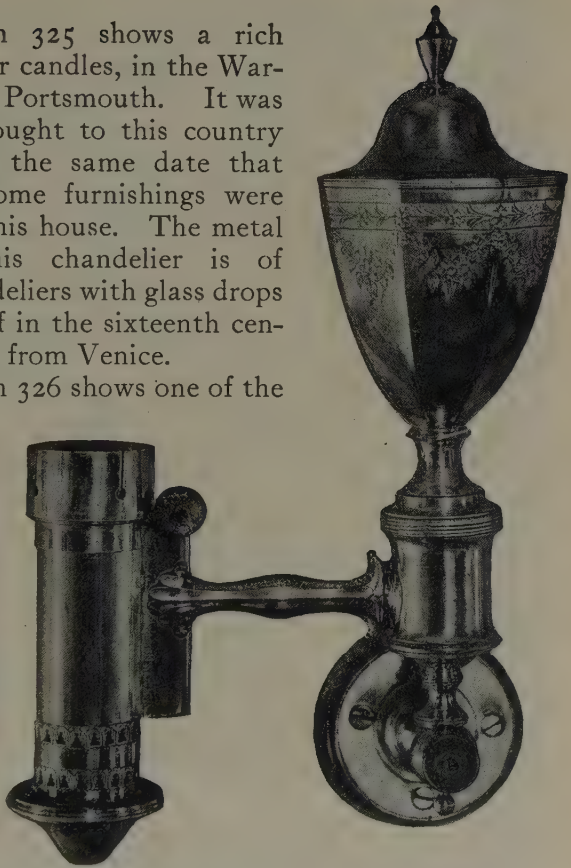 n 325 shows a rich
r candles, in the War-
Portsmouth. It was
ought to this country
the same date that
ome furnishings were
his house. The metal
his chandelier is of
deliers with glass drops
f in the sixteenth cen-
from Venice.
n 326 shows one of the